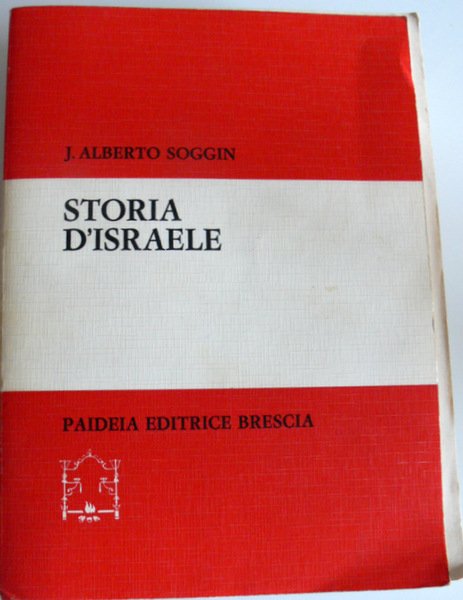 J. ALBERTO SOGGIN
STORIA
D'ISRAELE
PAIDEIA EDITRICE BRESCIA